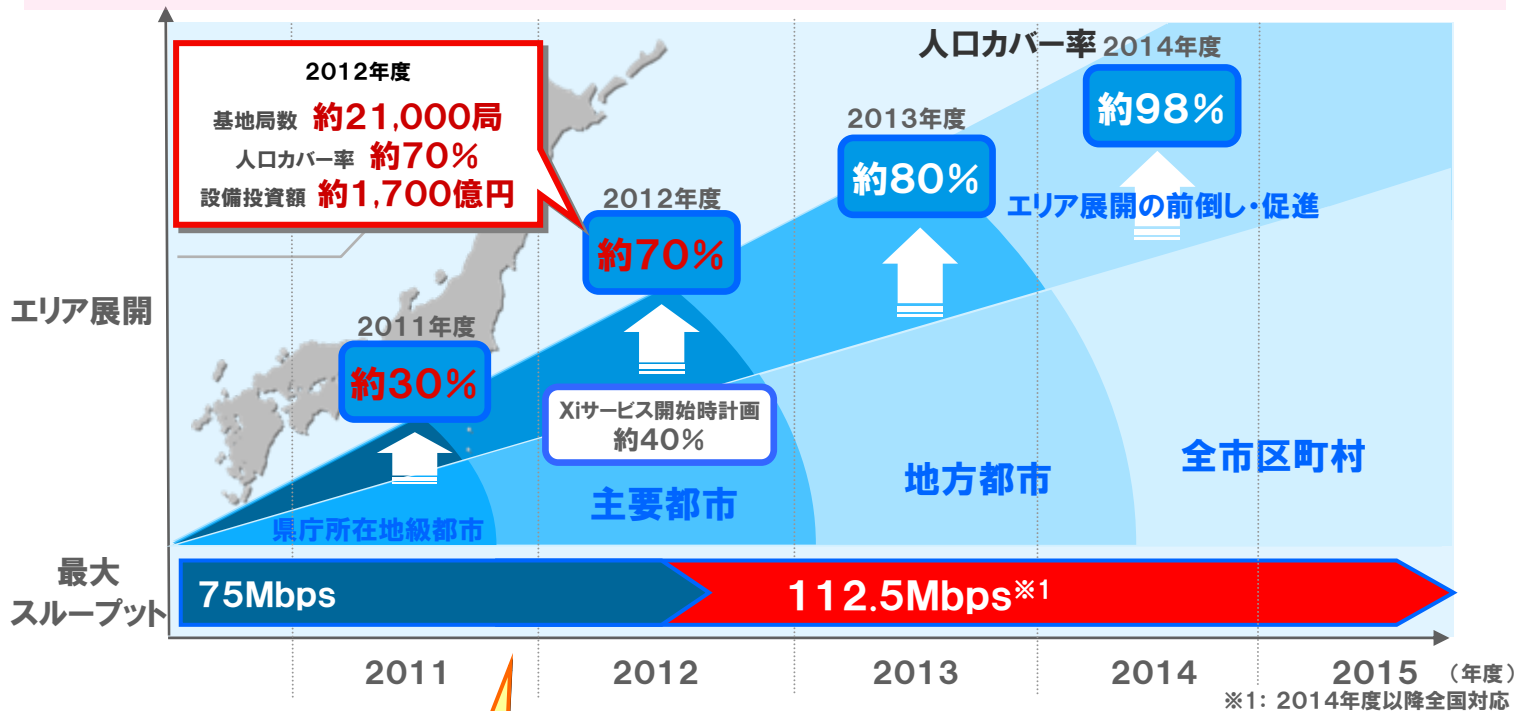 人口カバー率 2014年度
約98%
2012年度
基地局数 約21,000局
人口カバー率 約70%
設備投資額 約1,700億円
2013年度
約80%
エリア展開の前倒し・促進
2012年度
約70%
エリア展開
2011年度
約30%
Xiサービス開始時計画
約40%
県庁所在地級都市
主要都市
地方都市
全市区町村
最大
スループット
75Mbps
112.5Mbps※1
2011
2012
2013
2014
2015
（年度）
※1： 2014年度以降全国対応